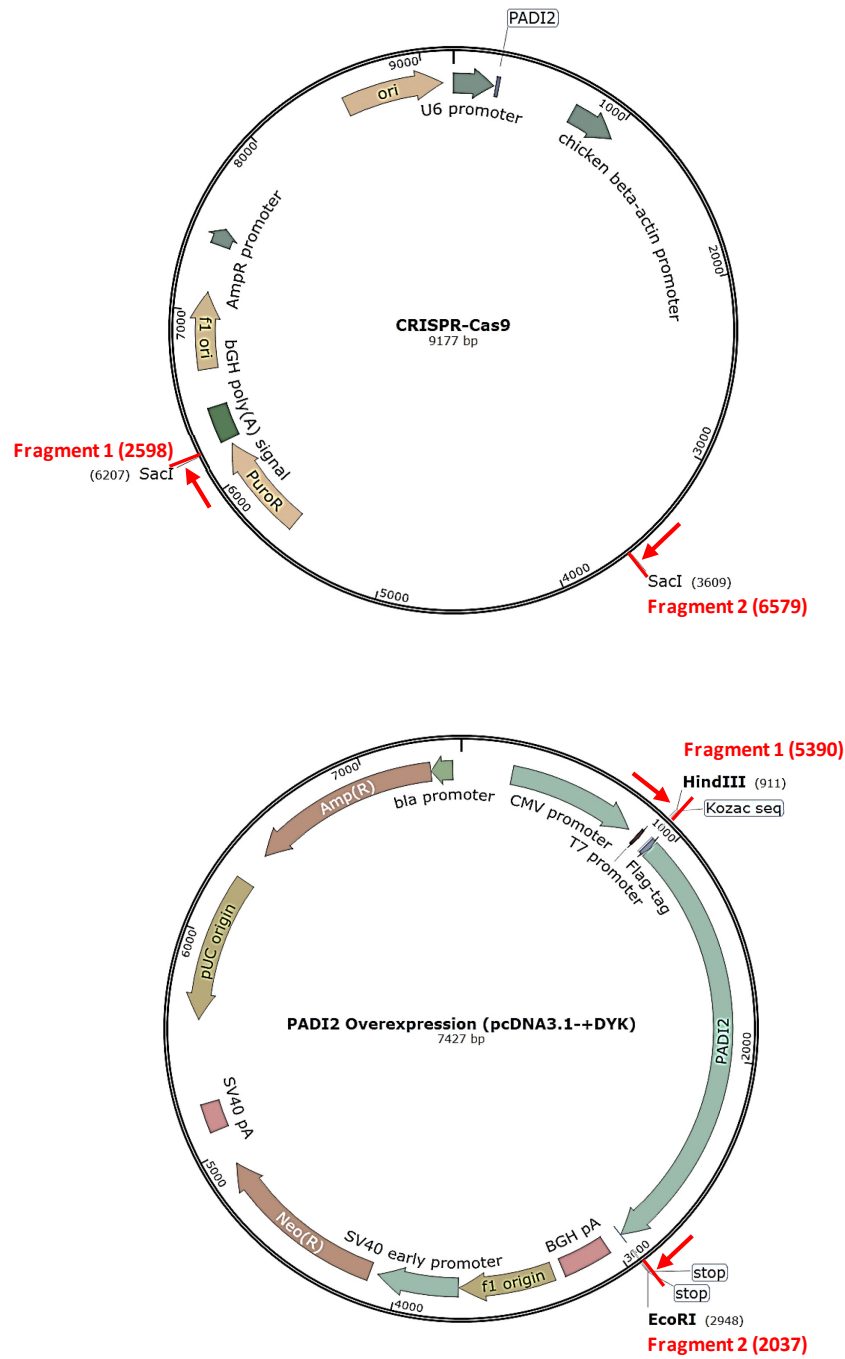 PADI2
9000
ori
U6 promoter
1000
chicken beta-actin promoter
8000
AmpR promoter
2000
CRISPR-Cas9
9177 bp
7000
f1 ori
bGH poly(A) signal
Fragment 1 (2598)
(6207) SacI
6000
PuroR
3000
5000
4000
SacI (3609)
Fragment 2 (6579)
Fragment 1 (5390)
HindIII (911)
Kozac seq
7000
Amp(R)
bla promoter
CMV promoter
T7 promoter
1000
Flag-tag
6000
pUC origin
PADI2 Overexpression (pcDNA3.1-+DYK)
7427 bp
PADI2
2000
SV40 pA
5000
Neo(R)
SV40 early promoter
BGH pA
f1 origin
3000
4000
stop
stop
EcoRI (2948)
Fragment 2 (2037)